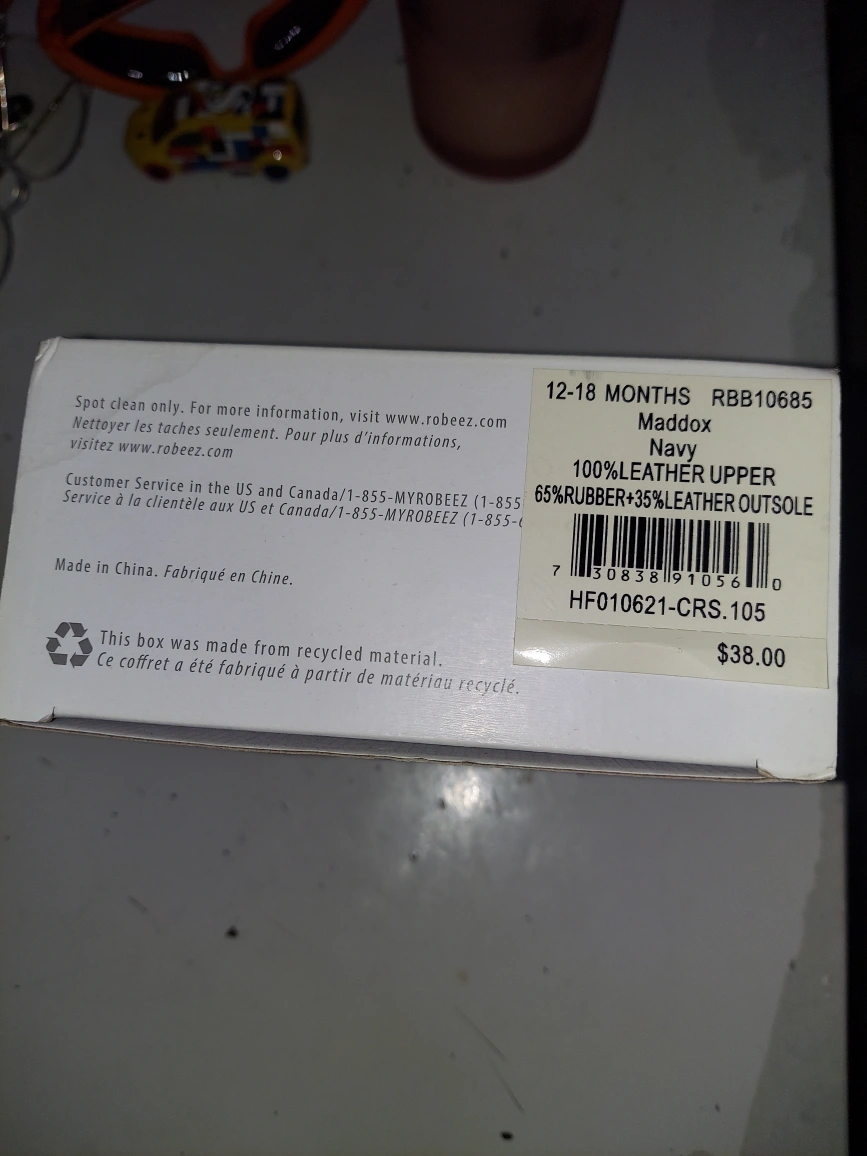 Spot clean only. For more information, visit www.robeez.com
Nettoyer les taches seulement. Pour plus d'informations,
visitez www.robeez.com
Customer Service in the US and Canada/1-855-MYROBEEZ (1-855
Service à la clientèle aux US et Canada/1-855-MYROBEEZ (1-855-
Made in China. Fabriqué en Chine.
This box was made from recycled material.
Ce coffret a été fabriqué à partir de matériau recyclé.
12-18 MONTHS RBB10685
Maddox
Navy
100%LEATHER UPPER
65%RUBBER+35%LEATHER OUTSOLE
7 30838 91056 0
HF010621-CRS.105
$38.00